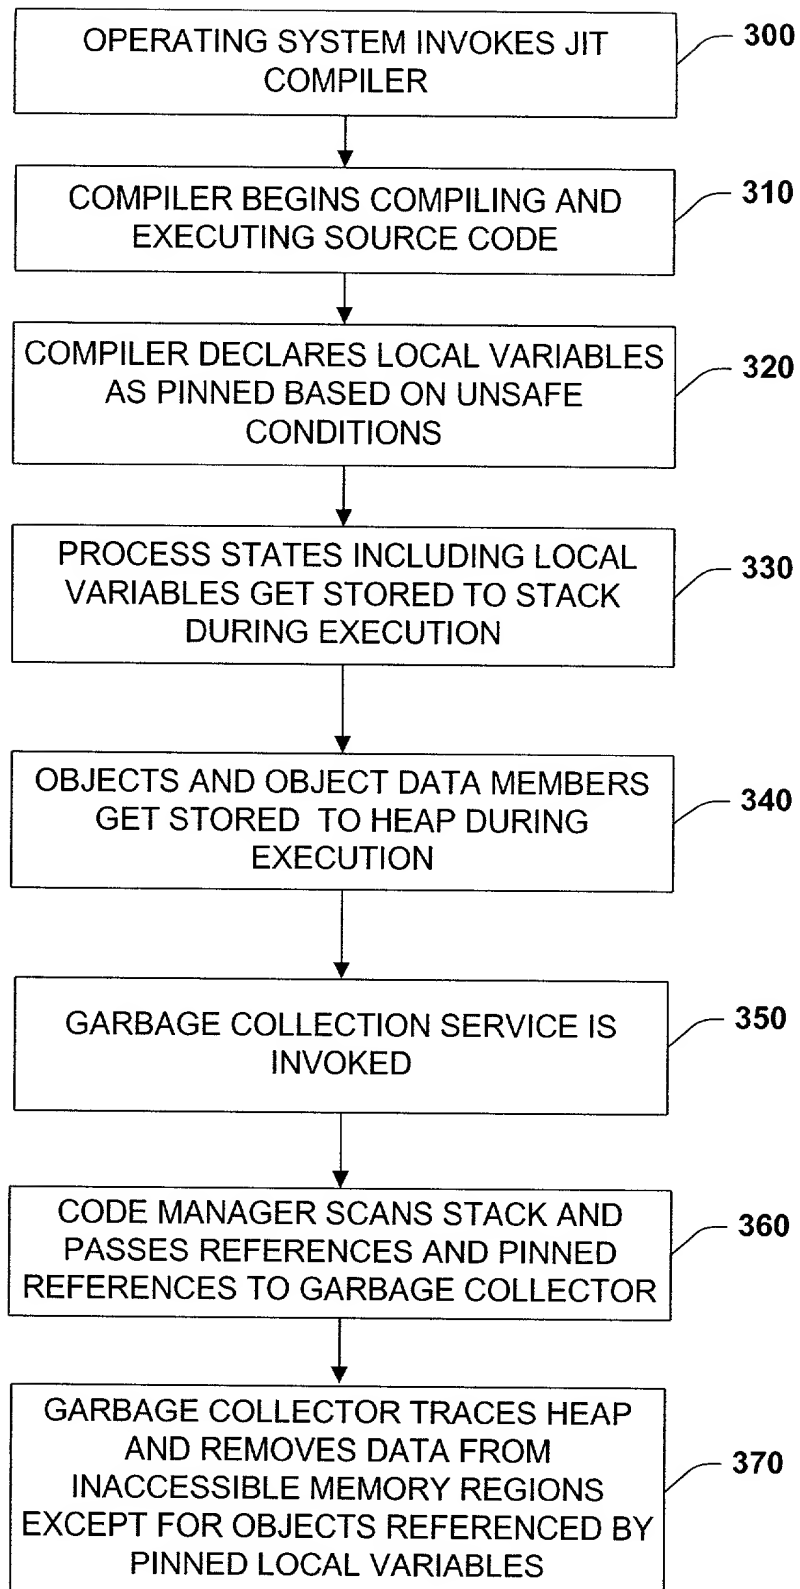 OPERATING SYSTEM INVOKES JIT
COMPILER
300
COMPILER BEGINS COMPILING AND
EXECUTING SOURCE CODE
310
COMPILER DECLARES LOCAL VARIABLES
AS PINNED BASED ON UNSAFE
CONDITIONS
320
PROCESS STATES INCLUDING LOCAL
VARIABLES GET STORED TO STACK
DURING EXECUTION
330
OBJECTS AND OBJECT DATA MEMBERS
GET STORED TO HEAP DURING
EXECUTION
340
GARBAGE COLLECTION SERVICE IS
INVOKED
350
CODE MANAGER SCANS STACK AND
PASSES REFERENCES AND PINNED
REFERENCES TO GARBAGE COLLECTOR
360
GARBAGE COLLECTOR TRACES HEAP
AND REMOVES DATA FROM
INACCESSIBLE MEMORY REGIONS
EXCEPT FOR OBJECTS REFERENCED BY
PINNED LOCAL VARIABLES
370